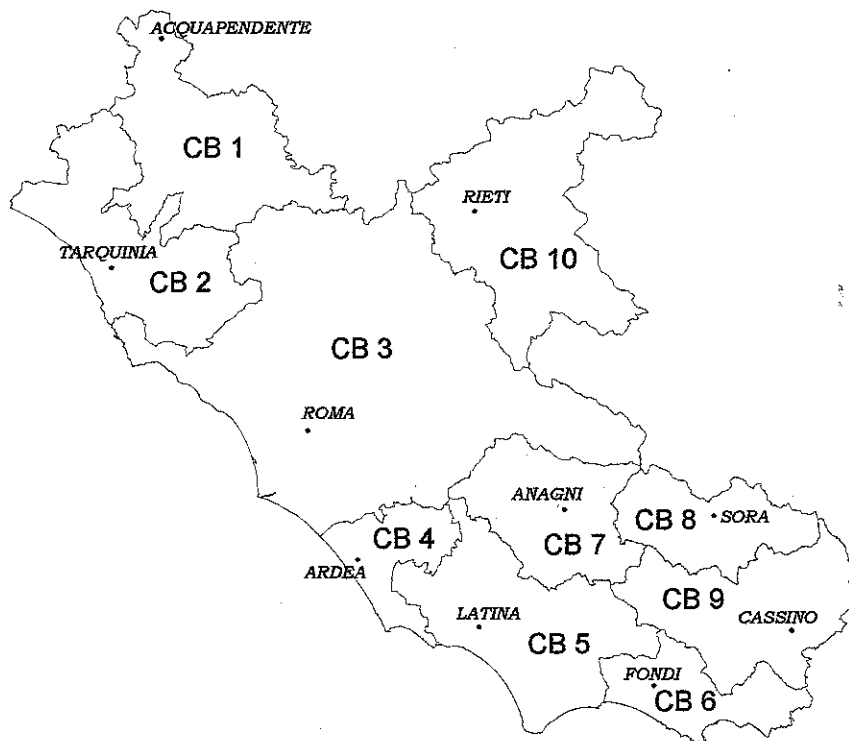 ACQUAPENDENTE
CB 1
RIETI
TARQUINIA
CB 2
CB 10
CB 3
ROMA
ANAGNI
CB 8
SORA
CB 4
CB 7
ARDEA
CB 9
LATINA
CASSINO
CB 5
FONDI
CB 6